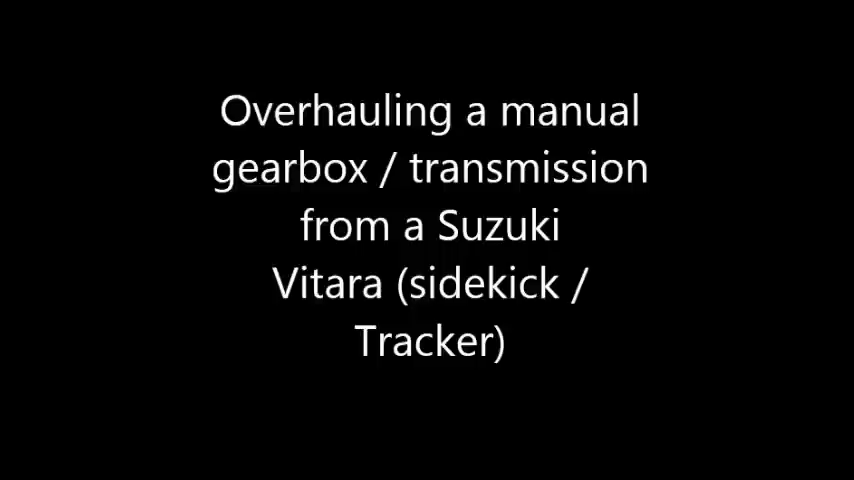 Overhauling a manual
gearbox / transmission
from a Suzuki
Vitara (sidekick /
Tracker)